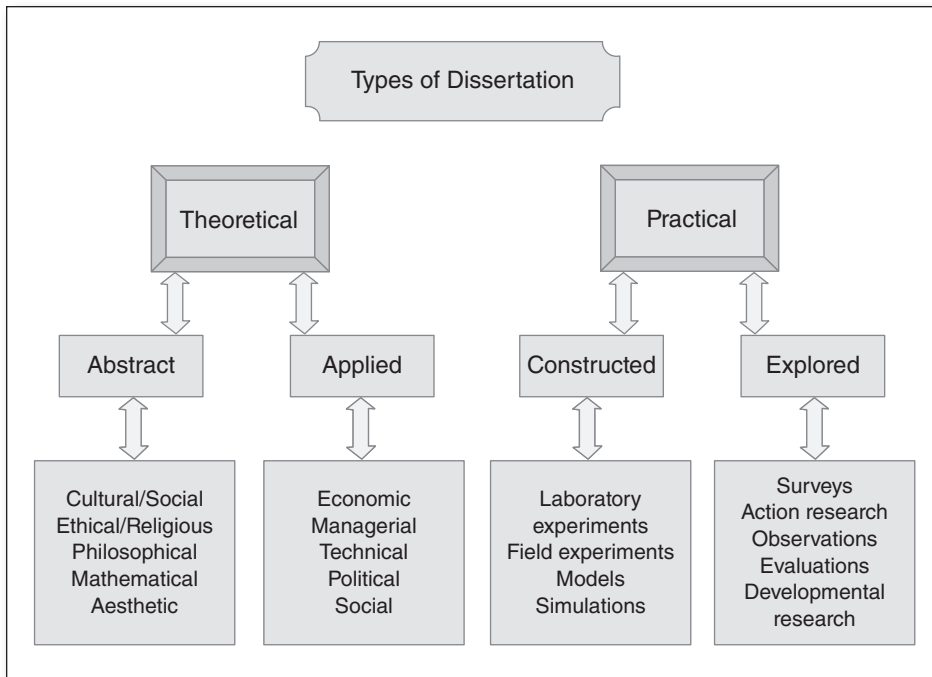 Types of Dissertation
Theoretical
Practical
Abstract
Applied
Constructed
Explored
Cultural/Social
Ethical/Religious
Philosophical
Mathematical
Aesthetic
Economic
Managerial
Technical
Political
Social
Laboratory
experiments
Field experiments
Models
Simulations
Surveys
Action research
Observations
Evaluations
Developmental
research